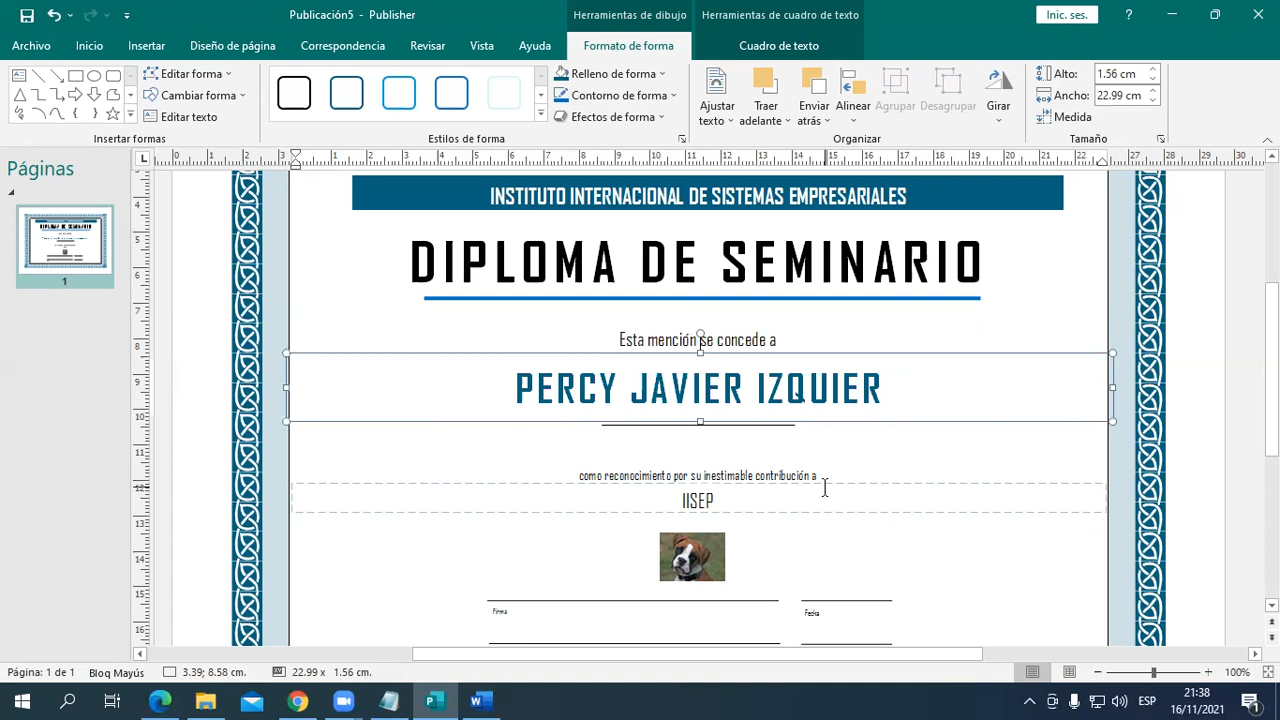 Publicación5 - Publisher
Herramientas de dibujo
Herramientas de cuadro de texto
Inic. ses.
?
Archivo
Inicio
Insertar
Diseño de página
Correspondencia
Revisar
Vista
Ayuda
Formato de forma
Cuadro de texto
Editar forma
Cambiar forma
Editar texto
Insertar formas
Relleno de forma
Contorno de forma
Efectos de forma
Estilos de forma
Ajustar texto
Traer adelante
Enviar atrás
Alinear
Agrupar
Desagrupar
Girar
Organizar
Alto: 1.56 cm
Ancho: 22.99 cm
Medida
Tamaño
Páginas
1
INSTITUTO INTERNACIONAL DE SISTEMAS EMPRESARIALES
DIPLOMA DE SEMINARIO
Esta mención se concede a
PERCY JAVIER IZQUIER
como reconocimiento por su inestimable contribución a
IISEP
Firma
Fecha
Página: 1 de 1
Bloq Mayús
3.39; 8.58 cm.
22.99 x 1.56 cm.
100%
ESP
21:38
16/11/2021